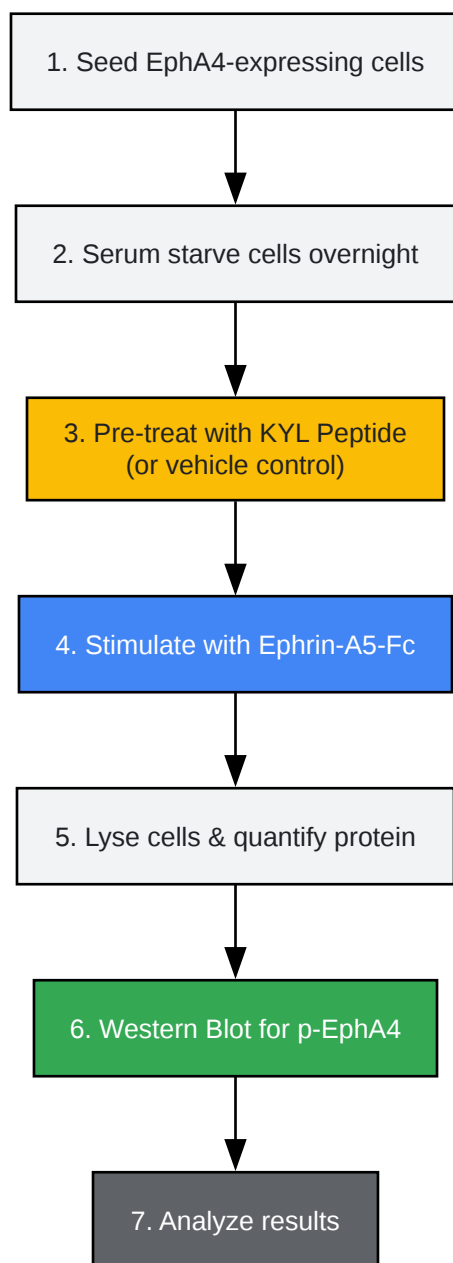 1. Seed EphA4-expressing cells
2. Serum starve cells overnight
3. Pre-treat with KYL Peptide
(or vehicle control)
4. Stimulate with Ephrin-A5-Fc
5. Lyse cells & quantify protein
6. Western Blot for p-EphA4
7. Analyze results